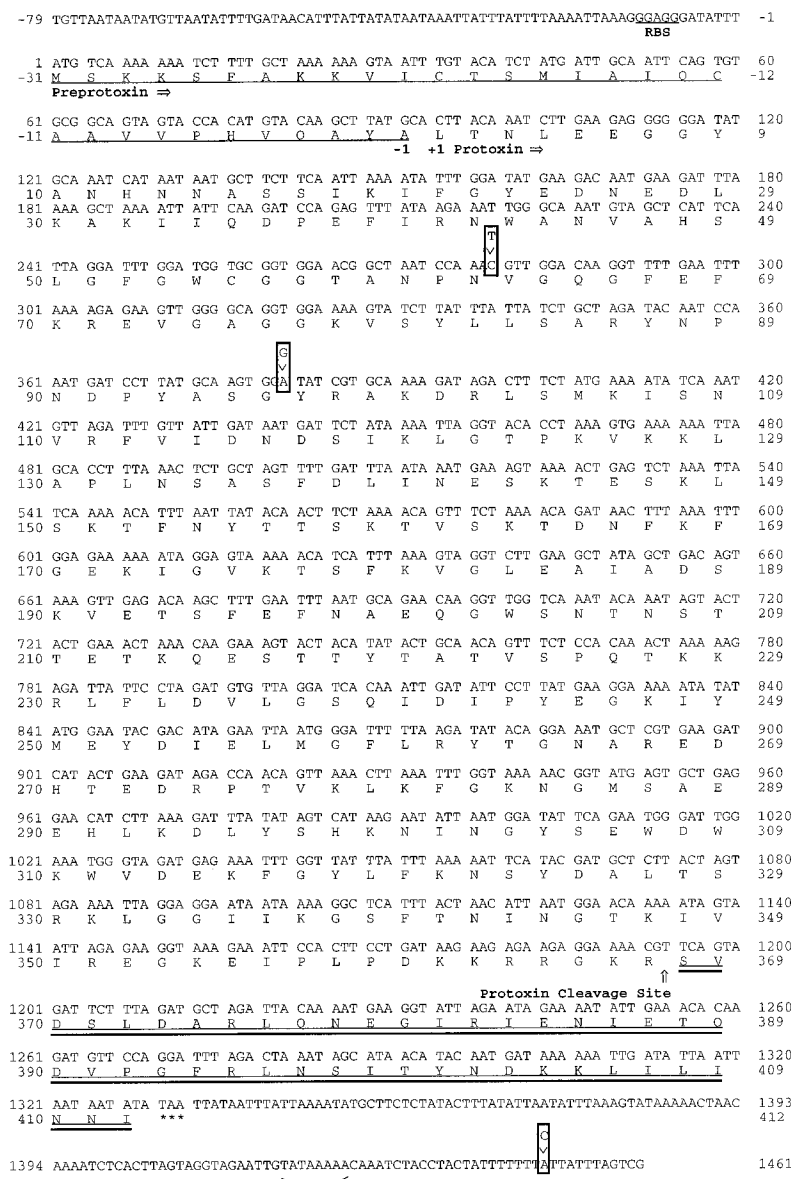 -79 TGTTAATAATATGTTAATATTTTGATAACATTTATTATATAATAAATTATTTATTTTAAAATTAAAGGGAGGGATATTT -1
RBS
1 ATG TCA AAA AAA TCT TTT GCT AAA AAA GTA ATT TGT ACA TCT ATG ATT GCA ATT CAG TGT 60
-31 M S K K S F A K K V I C T S M I A I Q C -12
Preprotoxin ⇒
61 GCG GCA GTA GTA CCA CAT GTA CAA GCT TAT GCA CTT ACA AAT CTT GAA GAG GGG GGA TAT 120
-11 A A V V P H V Q A Y A L T N L E E G G Y 9
-1 +1 Protoxin ⇒
121 GCA AAT CAT AAT AAT GCT TCT TCA ATT AAA ATA TTT GGA TAT GAA GAC AAT GAA GAT TTA 180
10 A N H N N A S S I K I F G Y E D N E D L 29
181 AAA GCT AAA ATT ATT CAA GAT CCA GAG TTT ATA AGA AAT TGG GCA AAT GTA GCT CAT TCA 240
30 K A K I I Q D P E F I R N W A N V A H S 49
T
v
241 TTA GGA TTT GGA TGG TGC GGT GGA ACG GCT AAT CCA AAC GTT GGA CAA GGT TTT GAA TTT 300
50 L G F G W C G G T A N P N V G Q G F E F 69
301 AAA AGA GAA GTT GGG GCA GGT GGA AAA GTA TCT TAT TTA TTA TCT GCT AGA TAC AAT CCA 360
70 K R E V G A G G K V S Y L L S A R Y N P 89
G
v
361 AAT GAT CCT TAT GCA AGT GGA TAT CGT GCA AAA GAT AGA CTT TCT ATG AAA ATA TCA AAT 420
90 N D P Y A S G Y R A K D R L S M K I S N 109
421 GTT AGA TTT GTT ATT GAT AAT GAT TCT ATA AAA TTA GGT ACA CCT AAA GTG AAA AAA TTA 480
110 V R F V I D N D S I K L G T P K V K K L 129
481 GCA CCT TTA AAC TCT GCT AGT TTT GAT TTA ATA AAT GAA AGT AAA ACT GAG TCT AAA TTA 540
130 A P L N S A S F D L I N E S K T E S K L 149
541 TCA AAA ACA TTT AAT TAT ACA ACT TCT AAA ACA GTT TCT AAA ACA GAT AAC TTT AAA TTT 600
150 S K T F N Y T T S K T V S K T D N F K F 169
601 GGA GAA AAA ATA GGA GTA AAA ACA TCA TTT AAA GTA GGT CTT GAA GCT ATA GCT GAC AGT 660
170 G E K I G V K T S F K V G L E A I A D S 189
661 AAA GTT GAG ACA AGC TTT GAA TTT AAT GCA GAA CAA GGT TGG TCA AAT ACA AAT AGT ACT 720
190 K V E T S F E F N A E Q G W S N T N S T 209
721 ACT GAA ACT AAA CAA GAA AGT ACT ACA TAT ACT GCA ACA GTT TCT CCA CAA ACT AAA AAG 780
210 T E T K Q E S T T Y T A T V S P Q T K K 229
781 AGA TTA TTC CTA GAT GTG TTA GGA TCA CAA ATT GAT ATT CCT TAT GAA GGA AAA ATA TAT 840
230 R L F L D V L G S Q I D I P Y E G K I Y 249
841 ATG GAA TAC GAC ATA GAA TTA ATG GGA TTT TTA AGA TAT ACA GGA AAT GCT CGT GAA GAT 900
250 M E Y D I E L M G F L R Y T G N A R E D 269
901 CAT ACT GAA GAT AGA CCA ACA GTT AAA CTT AAA TTT GGT AAA AAC GGT ATG AGT GCT GAG 960
270 H T E D R P T V K L K F G K N G M S A E 289
961 GAA CAT CTT AAA GAT TTA TAT AGT CAT AAG AAT ATT AAT GGA TAT TCA GAA TGG GAT TGG 1020
290 E H L K D L Y S H K N I N G Y S E W D W 309
1021 AAA TGG GTA GAT GAG AAA TTT GGT TAT TTA TTT AAA AAT TCA TAC GAT GCT CTT ACT AGT 1080
310 K W V D E K F G Y L F K N S Y D A L T S 329
1081 AGA AAA TTA GGA GGA ATA ATA AAA GGC TCA TTT ACT AAC ATT AAT GGA ACA AAA ATA GTA 1140
330 R K L G G I I K G S F T N I N G T K I V 349
1141 ATT AGA GAA GGT AAA GAA ATT CCA CTT CCT GAT AAG AAG AGA AGA GGA AAA CGT TCA GTA 1200
350 I R E G K E I P L P D K K R R G K R S V 369
⇑
Protoxin Cleavage Site
1201 GAT TCT TTA GAT GCT AGA TTA CAA AAT GAA GGT ATT AGA ATA GAA AAT ATT GAA ACA CAA 1260
370 D S L D A R L Q N E G I R I E N I E T Q 389
1261 GAT GTT CCA GGA TTT AGA CTA AAT AGC ATA ACA TAC AAT GAT AAA AAA TTG ATA TTA ATT 1320
390 D V P G F R L N S I T Y N D K K L I L I 409
1321 AAT AAT ATA TAA TTATAATTTATTAAAATATGCTTCTCTATACTTTATATTAATATTTAAAGTATAAAAACTAAC 1393
410 N N I *** 412
C
v
1394 AAAATCTCACTTAGTAGGTAGAATTGTATAAAAACAAATCTACCTACTATTTTTTTATTATTTAGTCG 1461